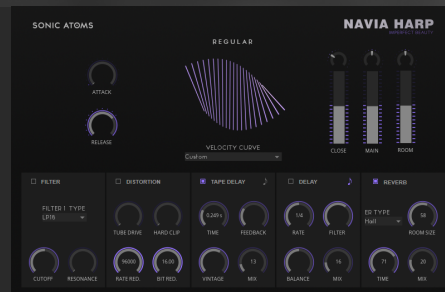 SONIC ATOMS
NAVIA HARP
IMPERFECT BEAUTY
REGULAR
ATTACK
RELEASE
VELOCITY CURVE
Custom
CLOSE MAIN ROOM
FILTER DISTORTION TAPE DELAY DELAY REVERB
FILTER 1 TYPE
LP16
TUBE DRIVE HARD CLIP
0.249 s
TIME FEEDBACK
1/4
RATE FILTER
ER TYPE
Hall
58
ROOM SIZE
CUTOFF RESONANCE
96000 16.00
RATE RED. BIT RED.
13
VINTAGE MIX
16
BALANCE MIX
71 20
TIME MIX